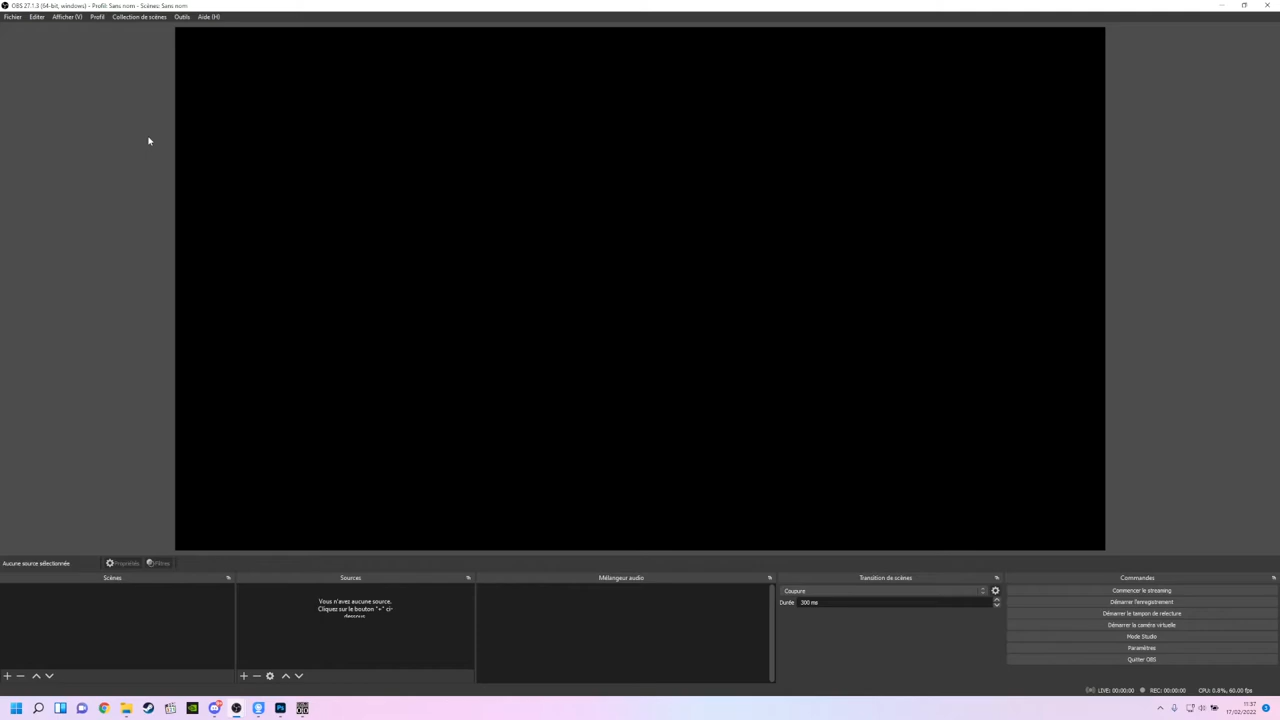 OBS 27.1.3 (64-bit, windows) - Profil: Sans nom - Scènes: Sans nom
Fichier Editer Afficher (V) Profil Collection de scènes Outils Aide (H)
Aucune source sélectionnée Propriétés Filtres
Scènes Sources Mélangeur audio Transition de scènes Commandes
Vous n'avez aucune source.
Cliquez sur le bouton "+" ci-
dessous
Coupure
Durée 300 ms
Commencer le streaming
Démarrer l'enregistrement
Démarrer le tampon de relecture
Démarrer la caméra virtuelle
Mode Studio
Paramètres
Quitter OBS
LIVE: 00:00:00 REC: 00:00:00 CPU: 0.8%, 60.00 fps
11:37
17/02/2022